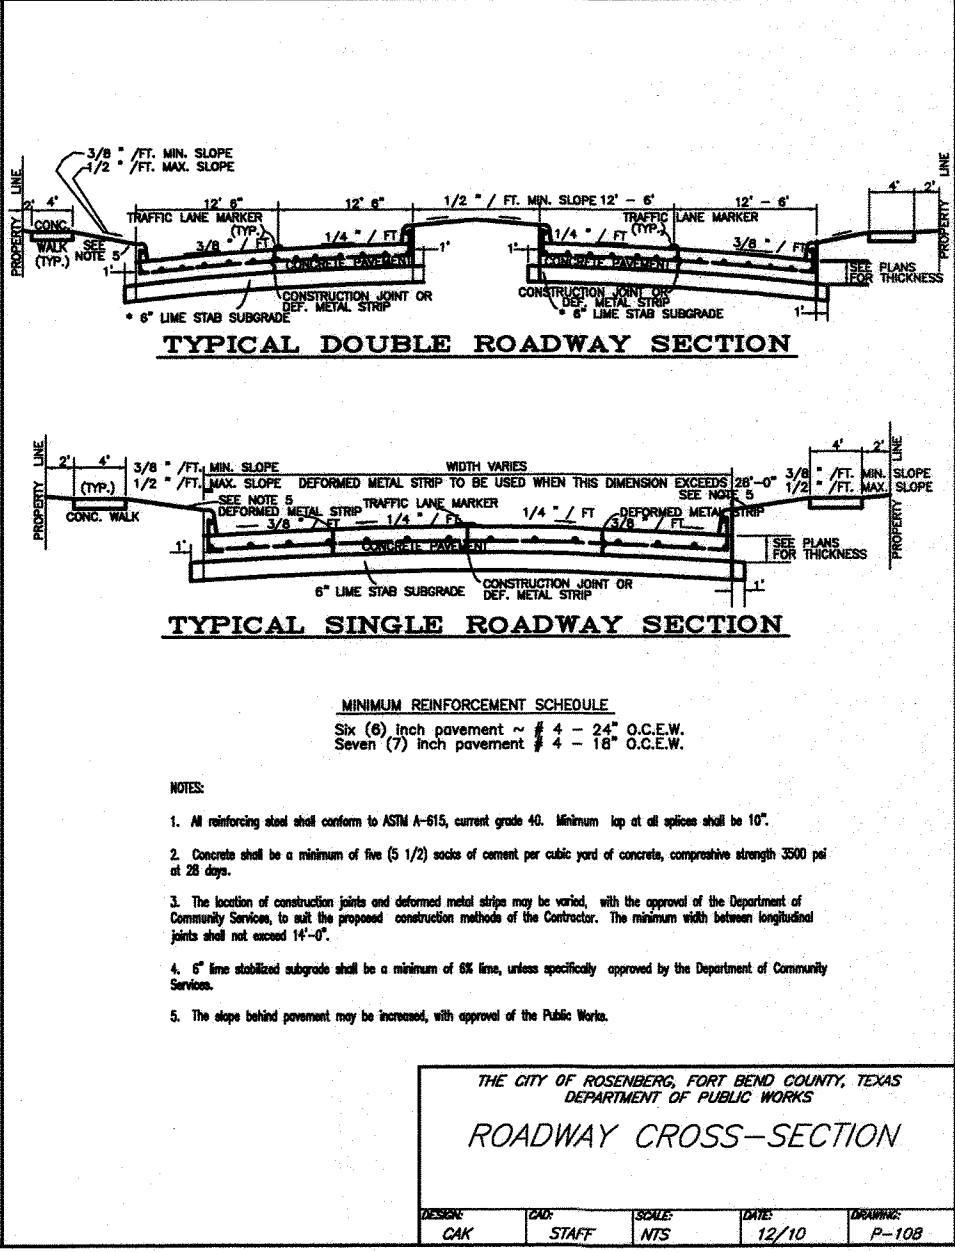 3/8 " /FT. MIN. SLOPE
1/2 " /FT. MAX. SLOPE
PROPERTY LINE
2' 4'
CONC.
WALK
(TYP.)
SEE
NOTE 5
1'
12' 6"
12' 6"
1/2 " / FT. MIN. SLOPE
12' - 6'
12' - 6'
4' 2'
PROPERTY LINE
TRAFFIC LANE MARKER
(TYP.)
3/8 " / FT
1/4 " / FT
1'
1'
TRAFFIC LANE MARKER
(TYP.)
1/4 " / FT
3/8 " / FT.
CONCRETE PAVEMENT
CONCRETE PAVEMENT
SEE PLANS
FOR THICKNESS
CONSTRUCTION JOINT OR
DEF. METAL STRIP
CONSTRUCTION JOINT OR
DEF. METAL STRIP
* 6" LIME STAB SUBGRADE
* 6" LIME STAB SUBGRADE
1'
TYPICAL DOUBLE ROADWAY SECTION
PROPERTY LINE
2' 4'
(TYP.)
CONC. WALK
3/8 " /FT. MIN. SLOPE
1/2 " /FT. MAX. SLOPE
WIDTH VARIES
DEFORMED METAL STRIP TO BE USED WHEN THIS DIMENSION EXCEEDS 28'-0"
3/8 " /FT. MIN. SLOPE
1/2 " /FT. MAX. SLOPE
4' 2'
PROPERTY LINE
SEE NOTE 5
SEE NOTE 5
DEFORMED METAL STRIP
TRAFFIC LANE MARKER
DEFORMED METAL STRIP
3/8 " / FT
1/4 " / FT
1/4 " / FT
3/8 " / FT.
CONCRETE PAVEMENT
1'
SEE PLANS
FOR THICKNESS
6" LIME STAB SUBGRADE
CONSTRUCTION JOINT OR
DEF. METAL STRIP
1'
TYPICAL SINGLE ROADWAY SECTION
MINIMUM REINFORCEMENT SCHEDULE
Six (6) inch pavement ~ # 4 - 24" O.C.E.W.
Seven (7) inch pavement # 4 - 18" O.C.E.W.
NOTES:
1. All reinforcing steel shall conform to ASTM A-615, current grade 40. Minimum lap at all splices shall be 10".
2. Concrete shall be a minimum of five (5 1/2) sacks of cement per cubic yard of concrete, compreshive strength 3500 psi
at 28 days.
3. The location of construction joints and deformed metal strips may be varied, with the approval of the Department of
Community Services, to suit the proposed construction methods of the Contractor. The minimum width between longitudinal
joints shall not exceed 14'-0".
4. 6" lime stabilized subgrade shall be a minimum of 6% lime, unless specifically approved by the Department of Community
Services.
5. The slope behind pavement may be increased, with approval of the Public Works.
THE CITY OF ROSENBERG, FORT BEND COUNTY, TEXAS
DEPARTMENT OF PUBLIC WORKS
ROADWAY CROSS-SECTION
DESIGN: CAK
CAD: STAFF
SCALE: NTS
DATE: 12/10
DRAWING: P-108